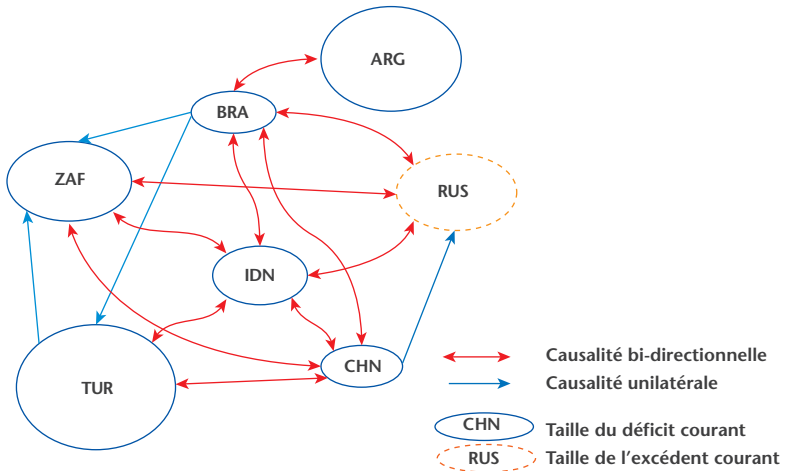 ARG
BRA
ZAF
RUS
IDN
CHN
TUR
Causalité bi-directionnelle
Causalité unilatérale
CHN Taille du déficit courant
RUS Taille de l'excédent courant